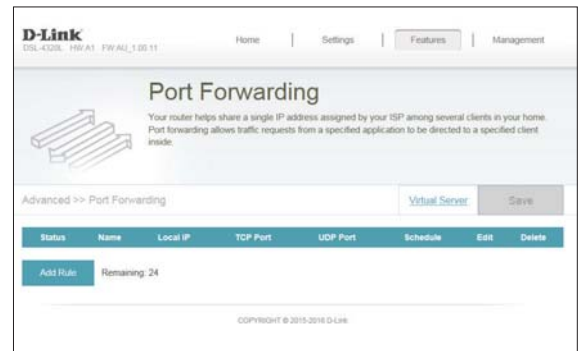 D-Link
DSL-4320L HW:A1 FW:AU_1.00.11
Home | Settings | Features | Management
Port Forwarding
Your router helps share a single IP address assigned by your ISP among several clients in your home.
Port forwarding allows traffic requests from a specified application to be directed to a specified client
inside.
Advanced >> Port Forwarding
Virtual Server
Save
Status Name Local IP TCP Port UDP Port Schedule Edit Delete
Add Rule Remaining: 24
COPYRIGHT © 2015-2016 D-Link